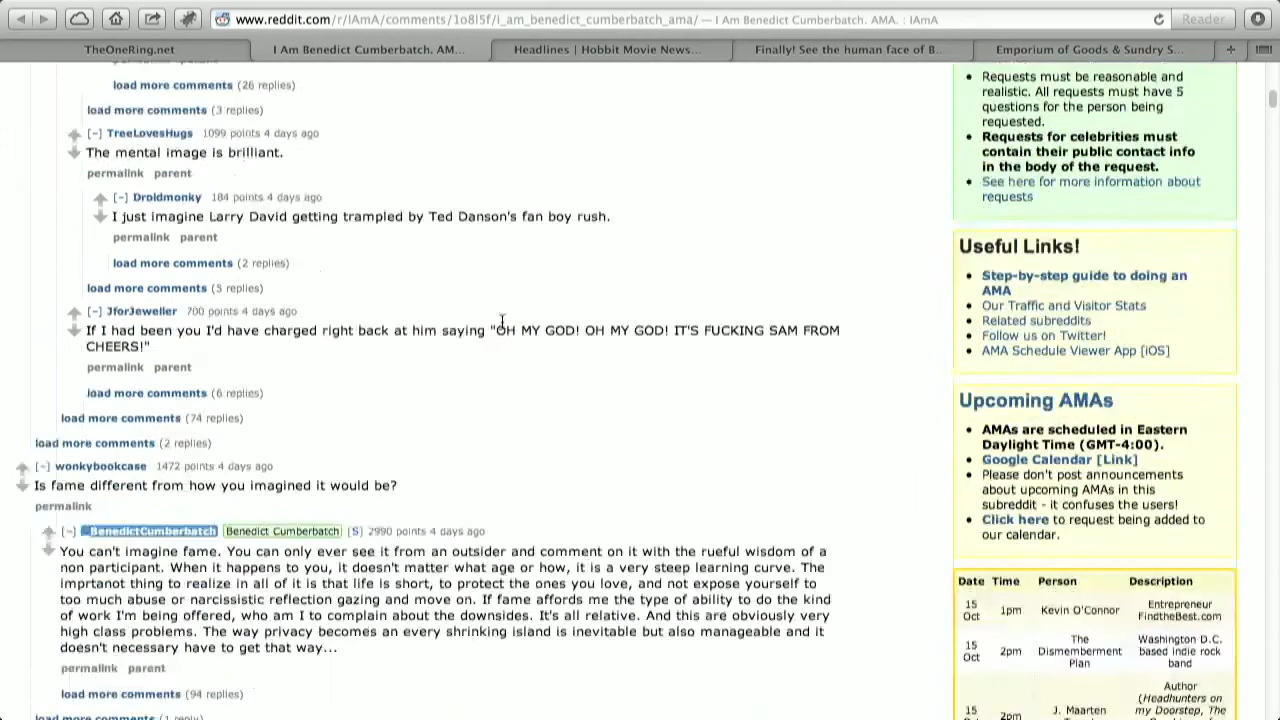 www.reddit.com/r/IAmA/comments/1o8l5f/i_am_benedict_cumberbatch_ama/ — I Am Benedict Cumberbatch. AMA. : IAmA
Reader
TheOneRing.net
I Am Benedict Cumberbatch. AM...
Headlines | Hobbit Movie News...
Finally! See the human face of B...
Emporium of Goods & Sundry S...
load more comments (26 replies)
load more comments (3 replies)
[-] TreeLovesHugs 1099 points 4 days ago
The mental image is brilliant.
permalink parent
[-] Droidmonky 184 points 4 days ago
I just imagine Larry David getting trampled by Ted Danson's fan boy rush.
permalink parent
load more comments (2 replies)
load more comments (5 replies)
[-] JforJeweller 700 points 4 days ago
If I had been you I'd have charged right back at him saying "OH MY GOD! OH MY GOD! IT'S FUCKING SAM FROM
CHEERS!"
permalink parent
load more comments (6 replies)
load more comments (74 replies)
load more comments (2 replies)
[-] wonkybookcase 1472 points 4 days ago
Is fame different from how you imagined it would be?
permalink
[-] BenedictCumberbatch Benedict Cumberbatch [S] 2990 points 4 days ago
You can't imagine fame. You can only ever see it from an outsider and comment on it with the rueful wisdom of a
non participant. When it happens to you, it doesn't matter what age or how, it is a very steep learning curve. The
imprtanot thing to realize in all of it is that life is short, to protect the ones you love, and not expose yourself to
too much abuse or narcissistic reflection gazing and move on. If fame affords me the type of ability to do the kind
of work I'm being offered, who am I to complain about the downsides. It's all relative. And this are obviously very
high class problems. The way privacy becomes an every shrinking island is inevitable but also manageable and it
doesn't necessary have to get that way...
permalink parent
load more comments (94 replies)
load more comments (1 reply)
Requests must be reasonable and
realistic. All requests must have 5
questions for the person being
requested.
Requests for celebrities must
contain their public contact info
in the body of the request.
See here for more information about
requests
Useful Links!
Step-by-step guide to doing an
AMA
Our Traffic and Visitor Stats
Related subreddits
Follow us on Twitter!
AMA Schedule Viewer App [iOS]
Upcoming AMAs
AMAs are scheduled in Eastern
Daylight Time (GMT-4:00).
Google Calendar [Link]
Please don't post announcements
about upcoming AMAs in this
subreddit - it confuses the users!
Click here to request being added to
our calendar.
Date Time Person Description
15 Oct 1pm Kevin O'Connor Entrepreneur FindtheBest.com
15 Oct 2pm The Dismemberment Plan Washington D.C. based indie rock band
15 2pm J. Maarten Author (Headhunters on my Doorstep, The